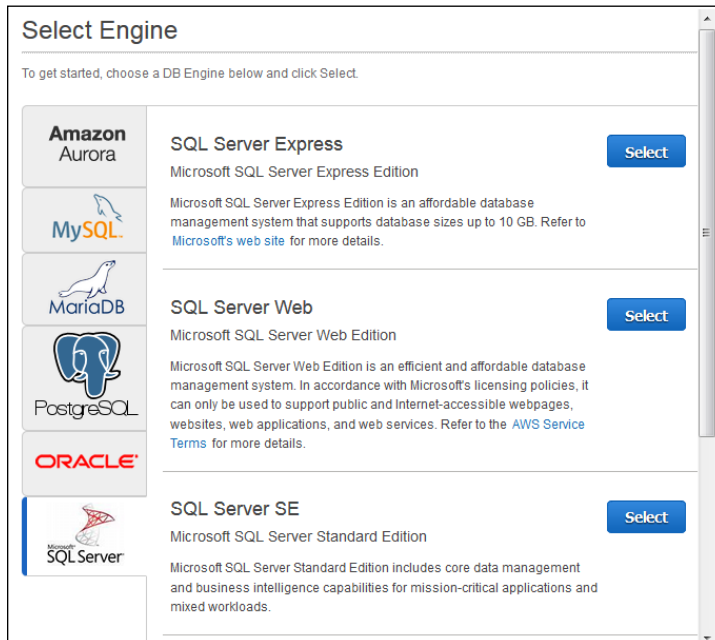 Select Engine
To get started, choose a DB Engine below and click Select.
Amazon
Aurora
MySQL
MariaDB
PostgreSQL
ORACLE
Microsoft
SQL Server
SQL Server Express
Select
Microsoft SQL Server Express Edition
Microsoft SQL Server Express Edition is an affordable database
management system that supports database sizes up to 10 GB. Refer to
Microsoft's web site for more details.
SQL Server Web
Select
Microsoft SQL Server Web Edition
Microsoft SQL Server Web Edition is an efficient and affordable database
management system. In accordance with Microsoft's licensing policies, it
can only be used to support public and Internet-accessible webpages,
websites, web applications, and web services. Refer to the AWS Service
Terms for more details.
SQL Server SE
Select
Microsoft SQL Server Standard Edition
Microsoft SQL Server Standard Edition includes core data management
and business intelligence capabilities for mission-critical applications and
mixed workloads.